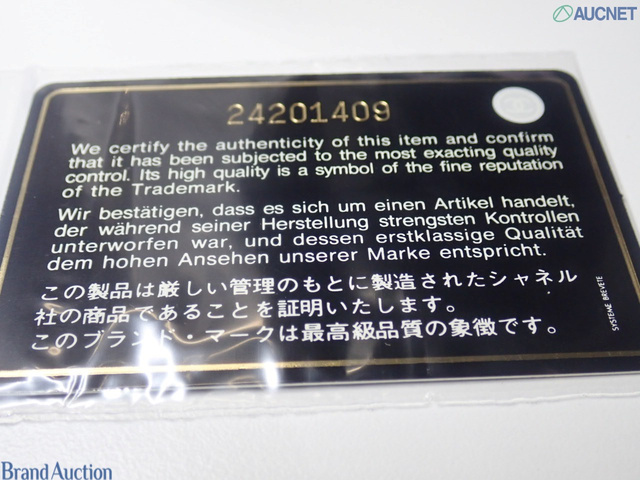 AUCNET
24201409
We certify the authenticity of this item and confirm
that it has been subjected to the most exacting quality
control. Its high quality is a symbol of the fine reputation
of the Trademark.
Wir bestätigen, dass es sich um einen Artikel handelt,
der während seiner Herstellung strengsten Kontrollen
unterworfen war, und dessen erstklassige Qualität
dem hohen Ansehen unserer Marke entspricht.
この製品は厳しい管理のもとに製造されたシャネル
社の商品であることを証明いたします。
このブランド・マークは最高級品質の象徴です。
SYSTEME BREVETE
Brand Auction